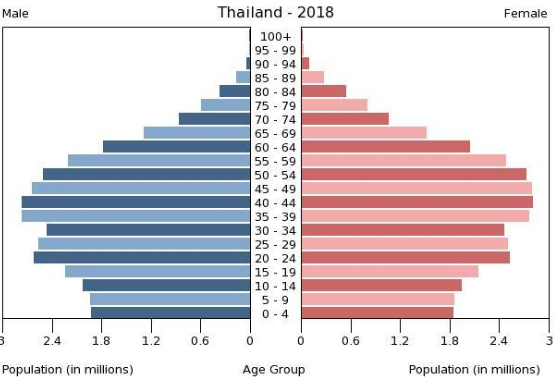 Male Thailand - 2018 Female
100+
95 - 99
90 - 94
85 - 89
80 - 84
75 - 79
70 - 74
65 - 69
60 - 64
55 - 59
50 - 54
45 - 49
40 - 44
35 - 39
30 - 34
25 - 29
20 - 24
15 - 19
10 - 14
5 - 9
0 - 4
3 2.4 1.8 1.2 0.6 0 0 0.6 1.2 1.8 2.4 3
Population (in millions) Age Group Population (in millions)